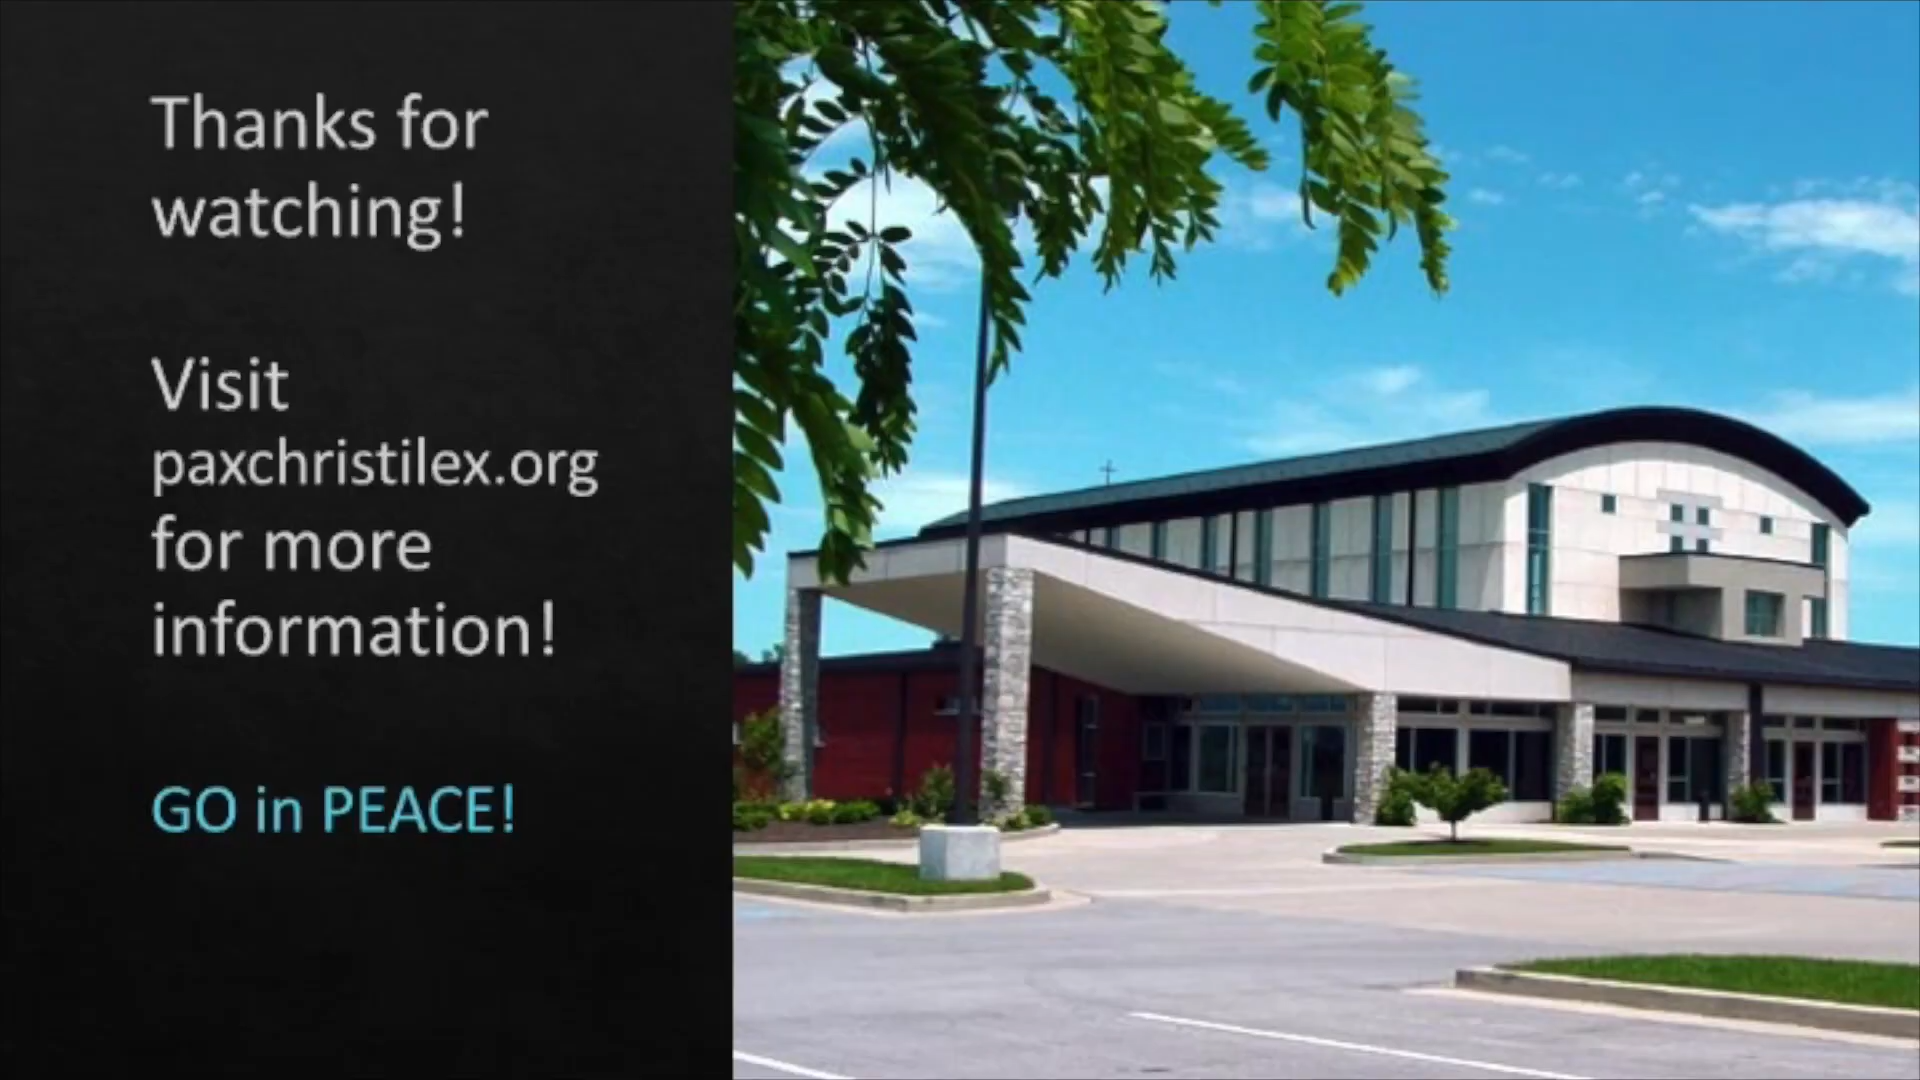 Thanks for
watching!
Visit
paxchristilex.org
for more
information!
GO in PEACE!